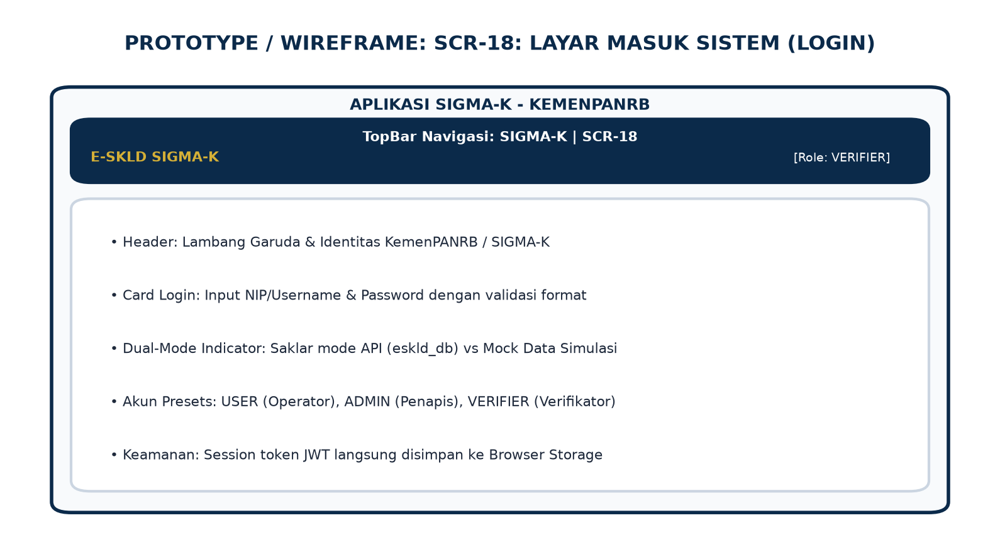 PROTOTYPE / WIREFRAME: SCR-18: LAYAR MASUK SISTEM (LOGIN)
APLIKASI SIGMA-K - KEMENPANRB
TopBar Navigasi: SIGMA-K | SCR-18
E-SKLD SIGMA-K
[Role: VERIFIER]
• Header: Lambang Garuda & Identitas KemenPANRB / SIGMA-K
• Card Login: Input NIP/Username & Password dengan validasi format
• Dual-Mode Indicator: Saklar mode API (eskld_db) vs Mock Data Simulasi
• Akun Presets: USER (Operator), ADMIN (Penapis), VERIFIER (Verifikator)
• Keamanan: Session token JWT langsung disimpan ke Browser Storage